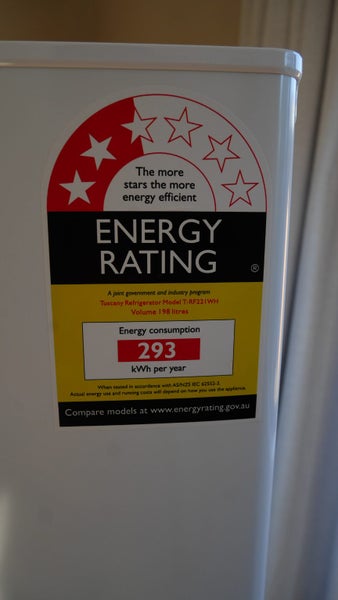 The more
stars the more
energy efficient
ENERGY
RATING ®
A joint government and industry program
Tuscany Refrigerator Model T-RF221WH
Volume 198 litres
Energy consumption
293
kWh per year
When tested in accordance with AS/NZS IEC 62552-3.
Actual energy use and running costs will depend on how you use the appliance.
Compare models at www.energyrating.gov.au